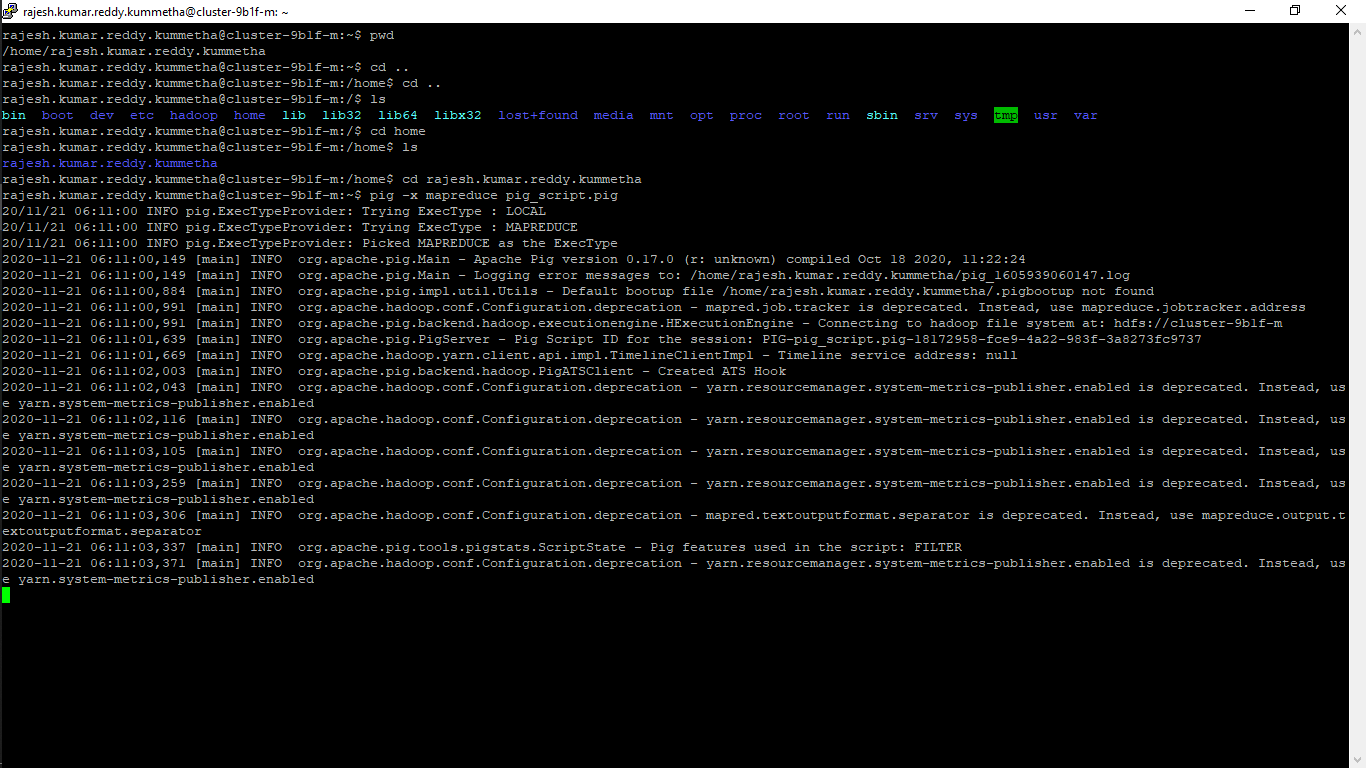 rajesh.kumar.reddy.kummetha@cluster-9b1f-m: ~
rajesh.kumar.reddy.kummetha@cluster-9b1f-m:~$ pwd
/home/rajesh.kumar.reddy.kummetha
rajesh.kumar.reddy.kummetha@cluster-9b1f-m:~$ cd ..
rajesh.kumar.reddy.kummetha@cluster-9b1f-m:/home$ cd ..
rajesh.kumar.reddy.kummetha@cluster-9b1f-m:/$ ls
bin  boot  dev  etc  hadoop  home  lib  lib32  lib64  libx32  lost+found  media  mnt  opt  proc  root  run  sbin  srv  sys  tmp  usr  var
rajesh.kumar.reddy.kummetha@cluster-9b1f-m:/$ cd home
rajesh.kumar.reddy.kummetha@cluster-9b1f-m:/home$ ls
rajesh.kumar.reddy.kummetha
rajesh.kumar.reddy.kummetha@cluster-9b1f-m:/home$ cd rajesh.kumar.reddy.kummetha
rajesh.kumar.reddy.kummetha@cluster-9b1f-m:~$ pig -x mapreduce pig_script.pig
20/11/21 06:11:00 INFO pig.ExecTypeProvider: Trying ExecType : LOCAL
20/11/21 06:11:00 INFO pig.ExecTypeProvider: Trying ExecType : MAPREDUCE
20/11/21 06:11:00 INFO pig.ExecTypeProvider: Picked MAPREDUCE as the ExecType
2020-11-21 06:11:00,149 [main] INFO  org.apache.pig.Main - Apache Pig version 0.17.0 (r: unknown) compiled Oct 18 2020, 11:22:24
2020-11-21 06:11:00,149 [main] INFO  org.apache.pig.Main - Logging error messages to: /home/rajesh.kumar.reddy.kummetha/pig_1605939060147.log
2020-11-21 06:11:00,884 [main] INFO  org.apache.pig.impl.util.Utils - Default bootup file /home/rajesh.kumar.reddy.kummetha/.pigbootup not found
2020-11-21 06:11:00,991 [main] INFO  org.apache.hadoop.conf.Configuration.deprecation - mapred.job.tracker is deprecated. Instead, use mapreduce.jobtracker.address
2020-11-21 06:11:00,991 [main] INFO  org.apache.pig.backend.hadoop.executionengine.HExecutionEngine - Connecting to hadoop file system at: hdfs://cluster-9b1f-m
2020-11-21 06:11:01,639 [main] INFO  org.apache.pig.PigServer - Pig Script ID for the session: PIG-pig_script.pig-18172958-fce9-4a22-983f-3a8273fc9737
2020-11-21 06:11:01,669 [main] INFO  org.apache.hadoop.yarn.client.api.impl.TimelineClientImpl - Timeline service address: null
2020-11-21 06:11:02,003 [main] INFO  org.apache.pig.backend.hadoop.PigATSClient - Created ATS Hook
2020-11-21 06:11:02,043 [main] INFO  org.apache.hadoop.conf.Configuration.deprecation - yarn.resourcemanager.system-metrics-publisher.enabled is deprecated. Instead, us
e yarn.system-metrics-publisher.enabled
2020-11-21 06:11:02,116 [main] INFO  org.apache.hadoop.conf.Configuration.deprecation - yarn.resourcemanager.system-metrics-publisher.enabled is deprecated. Instead, us
e yarn.system-metrics-publisher.enabled
2020-11-21 06:11:03,105 [main] INFO  org.apache.hadoop.conf.Configuration.deprecation - yarn.resourcemanager.system-metrics-publisher.enabled is deprecated. Instead, us
e yarn.system-metrics-publisher.enabled
2020-11-21 06:11:03,259 [main] INFO  org.apache.hadoop.conf.Configuration.deprecation - yarn.resourcemanager.system-metrics-publisher.enabled is deprecated. Instead, us
e yarn.system-metrics-publisher.enabled
2020-11-21 06:11:03,306 [main] INFO  org.apache.hadoop.conf.Configuration.deprecation - mapred.textoutputformat.separator is deprecated. Instead, use mapreduce.output.t
extoutputformat.separator
2020-11-21 06:11:03,337 [main] INFO  org.apache.pig.tools.pigstats.ScriptState - Pig features used in the script: FILTER
2020-11-21 06:11:03,371 [main] INFO  org.apache.hadoop.conf.Configuration.deprecation - yarn.resourcemanager.system-metrics-publisher.enabled is deprecated. Instead, us
e yarn.system-metrics-publisher.enabled